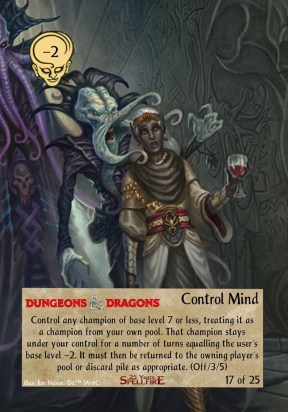 −2
DUNGEONS & DRAGONS
Control Mind
Control any champion of base level 7 or less, treating it as
a champion from your own pool. That champion stays
under your control for a number of turns equalling the user's
base level −2. It must then be returned to the owning player's
pool or discard pile as appropriate. (Off/3/5)
SPELLFIRE
17 of 25